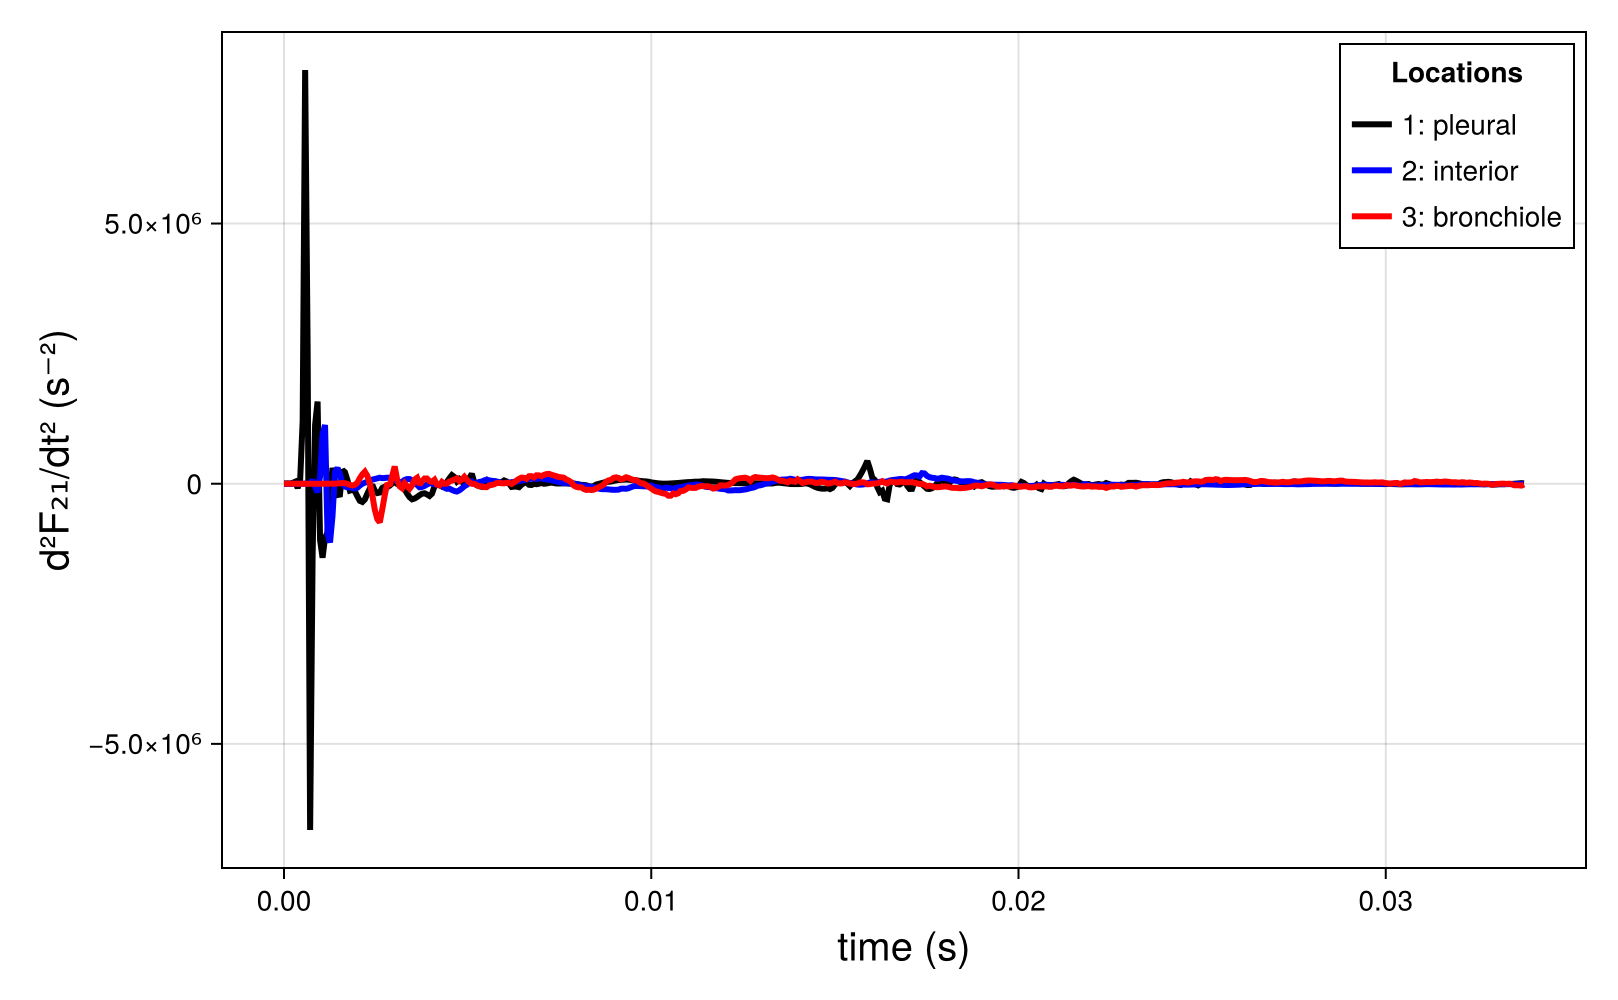 Locations
1: pleural
2: interior
3: bronchiole
5.0×10⁶
0
−5.0×10⁶
d²F₂₁/dt² (s⁻²)
0.00 0.01 0.02 0.03
time (s)